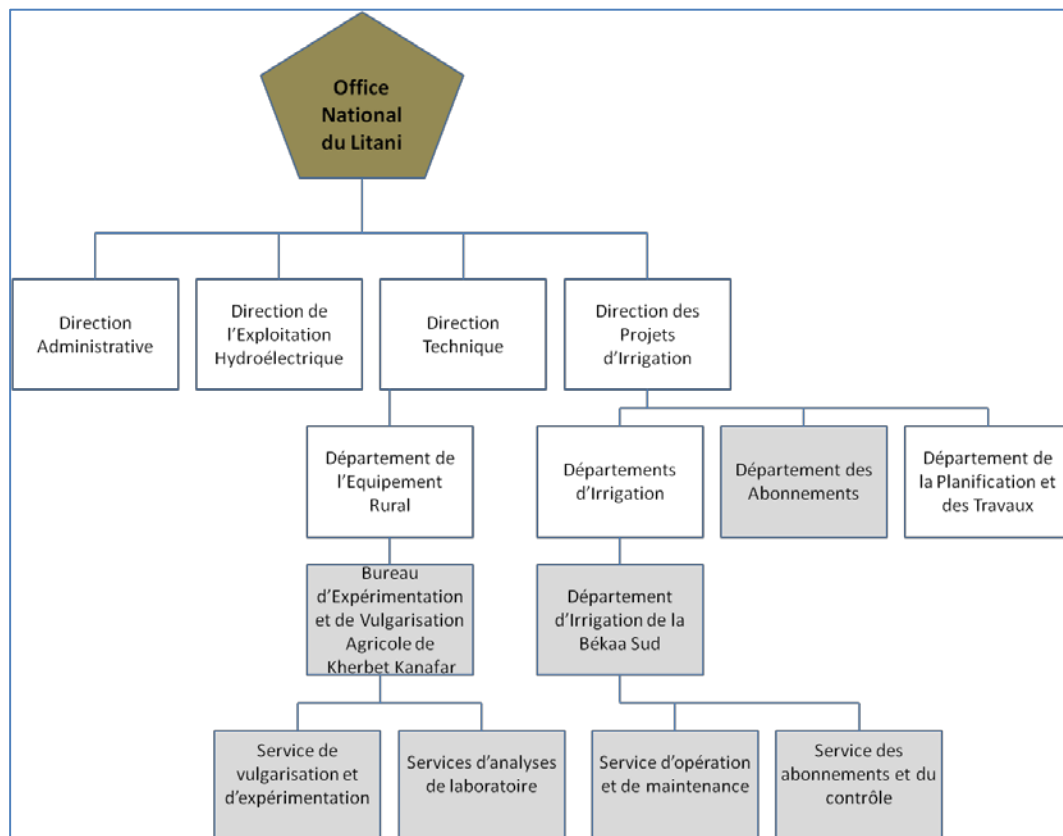 Office
National
du Litani
Direction
Administrative
Direction de
l'Exploitation
Hydroélectrique
Direction
Technique
Direction des
Projets
d'Irrigation
Département de
l'Equipement
Rural
Départements
d'Irrigation
Département des
Abonnements
Département de
la Planification et
des Travaux
Bureau
d'Expérimentation
et de Vulgarisation
Agricole de
Kherbet Kanafar
Département
d'Irrigation de la
Békaa Sud
Service de
vulgarisation et
d'expérimentation
Services d'analyses
de laboratoire
Service d'opération
et de maintenance
Service des
abonnements et du
contrôle